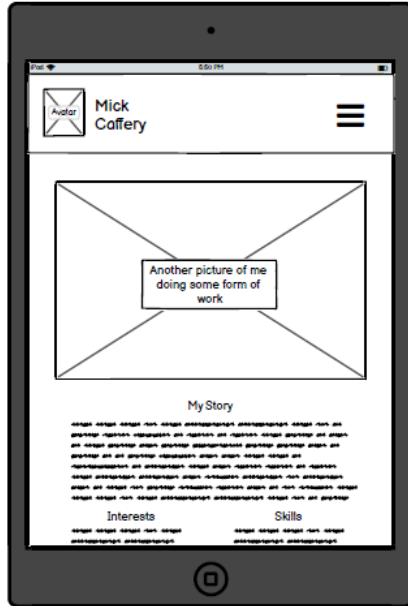 iPad
5:50 PM
Avatar
Mick
Caffery
Another picture of me
doing some form of
work
My Story
Interests
Skills